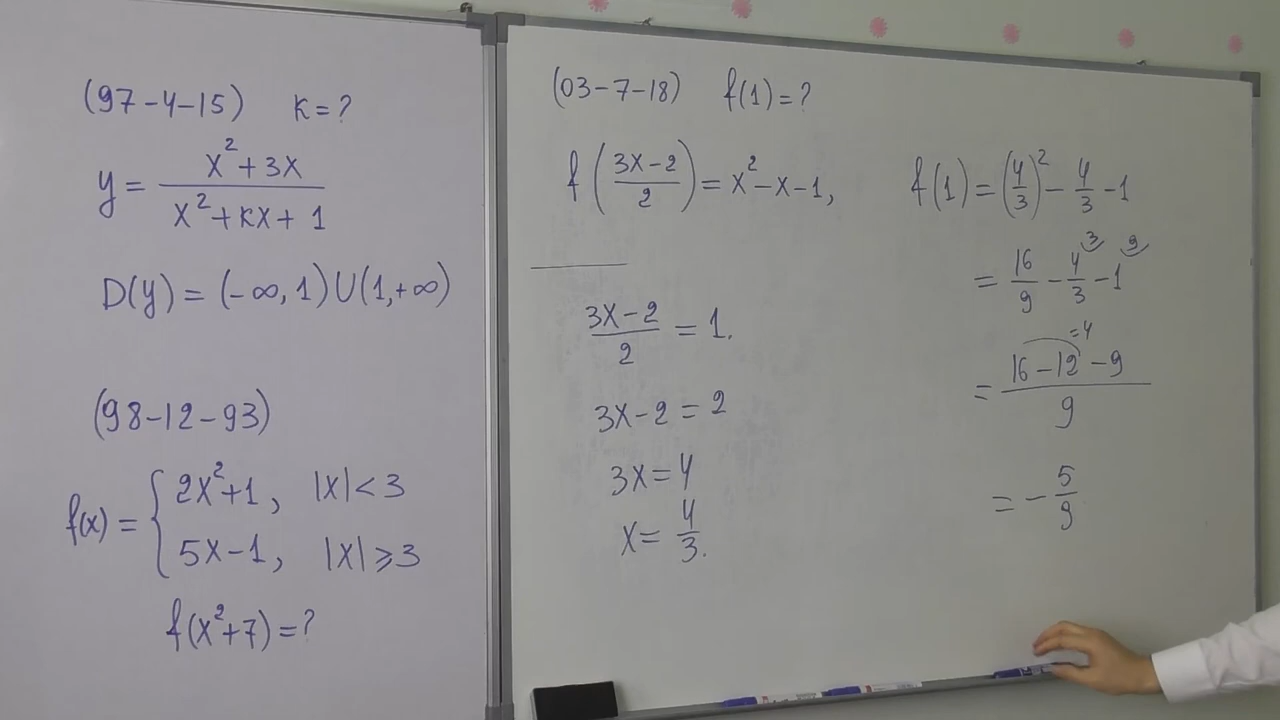 (97-4-15) K=?
y = (x²+3x)/(x²+kx+1)
D(y) = (-∞, 1) U (1, +∞)
(98-12-93)
f(x) = { 2x²+1, |x|<3
5x-1, |x|⩾3
f(x²+7)=?
(03-7-18) f(1)=?
f((3x-2)/2) = x²-x-1,
(3x-2)/2 = 1.
3x-2=2
3x=4
x=4/3.
f(1)=(4/3)²-4/3-1
3 9
= 16/9 - 4/3 - 1
=4
= (16-12-9)/9
= -5/9